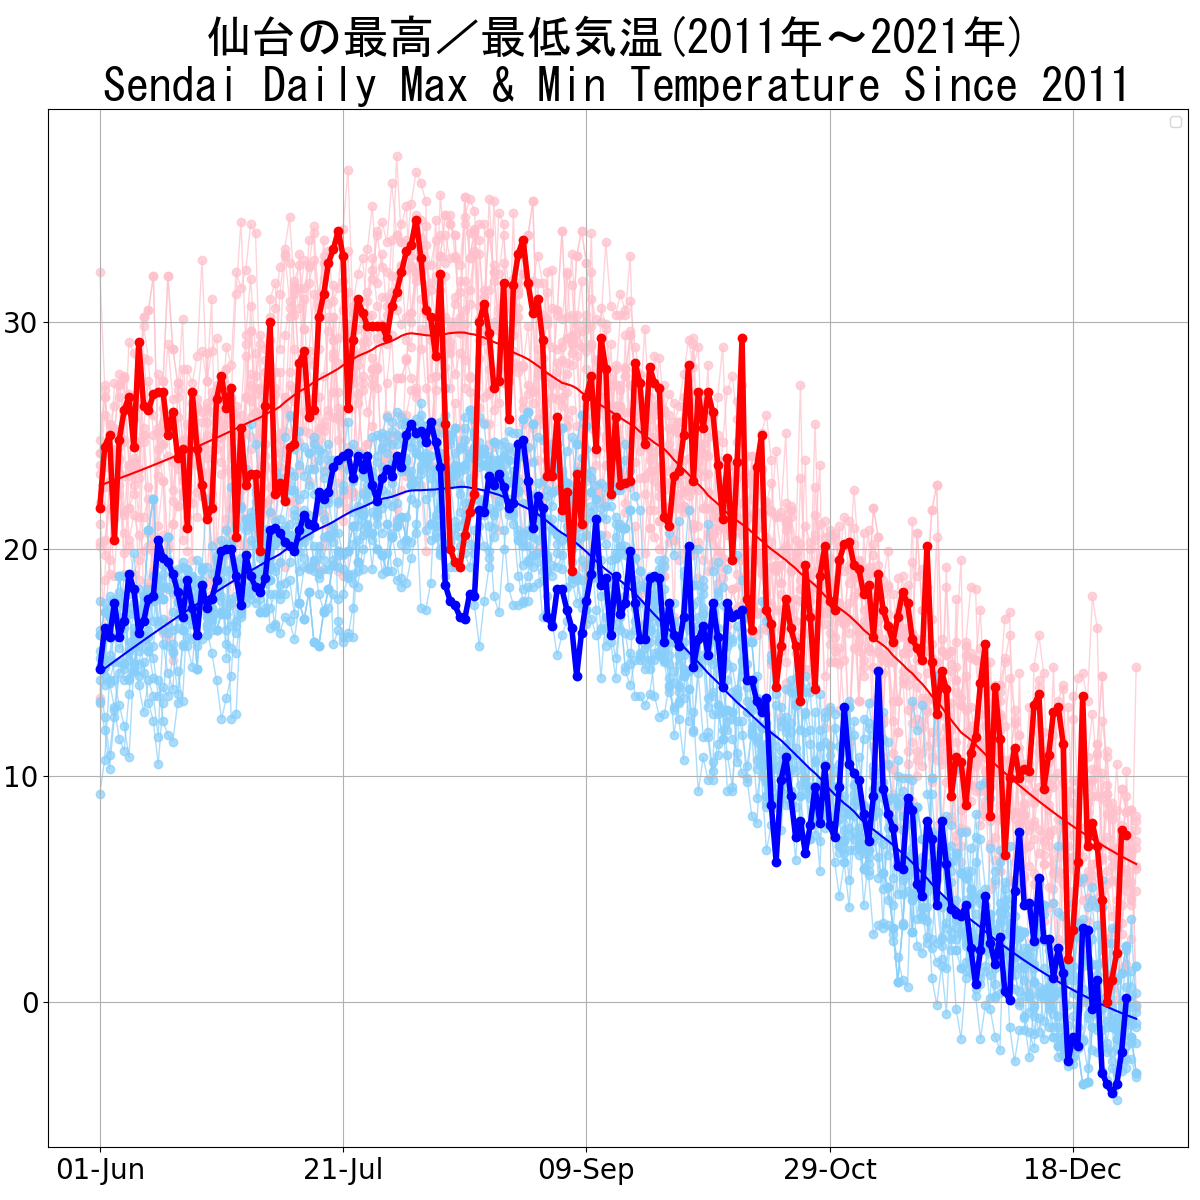 仙台の最高／最低気温(2011年～2021年)
Sendai Daily Max & Min Temperature Since 2011
30
20
10
0
01-Jun 21-Jul 09-Sep 29-Oct 18-Dec